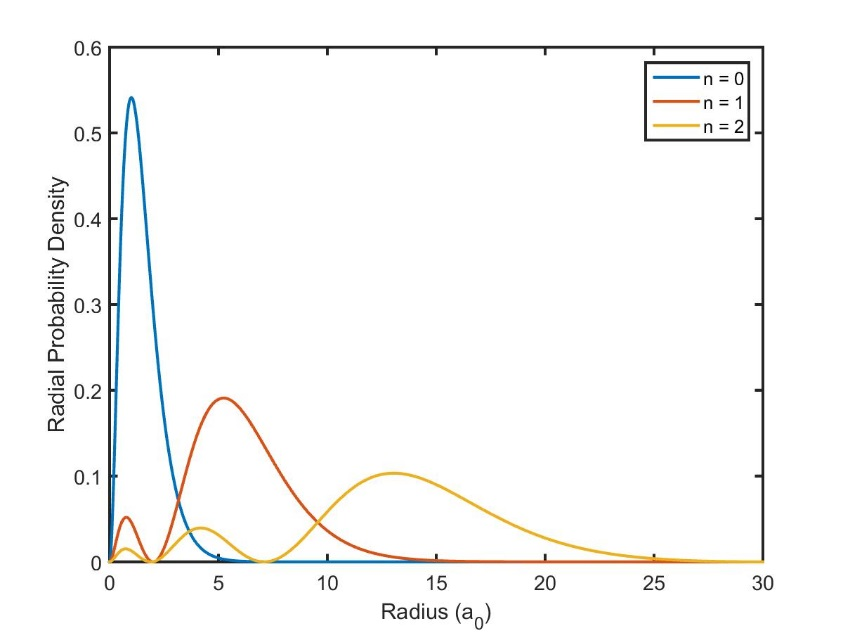 0.6
0.5
0.4
0.3
0.2
0.1
0
Radial Probability Density
n = 0
n = 1
n = 2
0 5 10 15 20 25 30
Radius (a0)